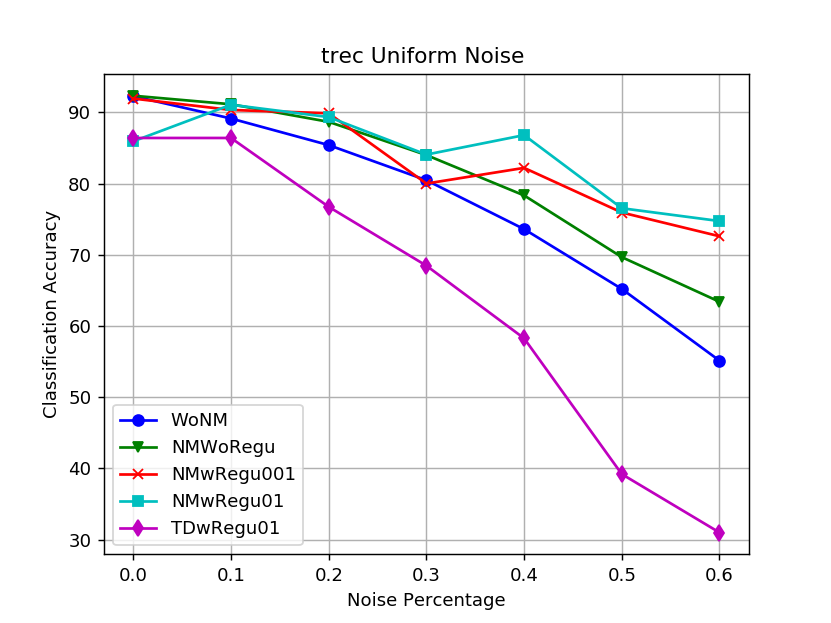 trec Uniform Noise
Classification Accuracy
90
80
70
60
50
40
30
WoNM
NMWoRegu
NMwRegu001
NMwRegu01
TDwRegu01
0.0 0.1 0.2 0.3 0.4 0.5 0.6
Noise Percentage